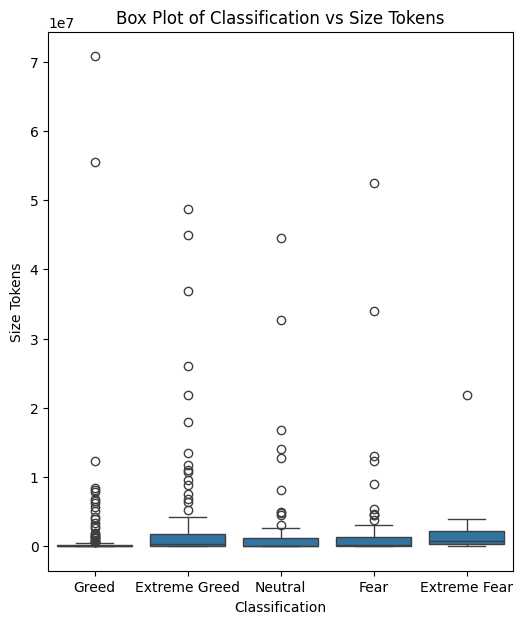 Box Plot of Classification vs Size Tokens
1e7
7
6
5
4
3
2
1
0
Size Tokens
Greed Extreme Greed Neutral Fear Extreme Fear
Classification